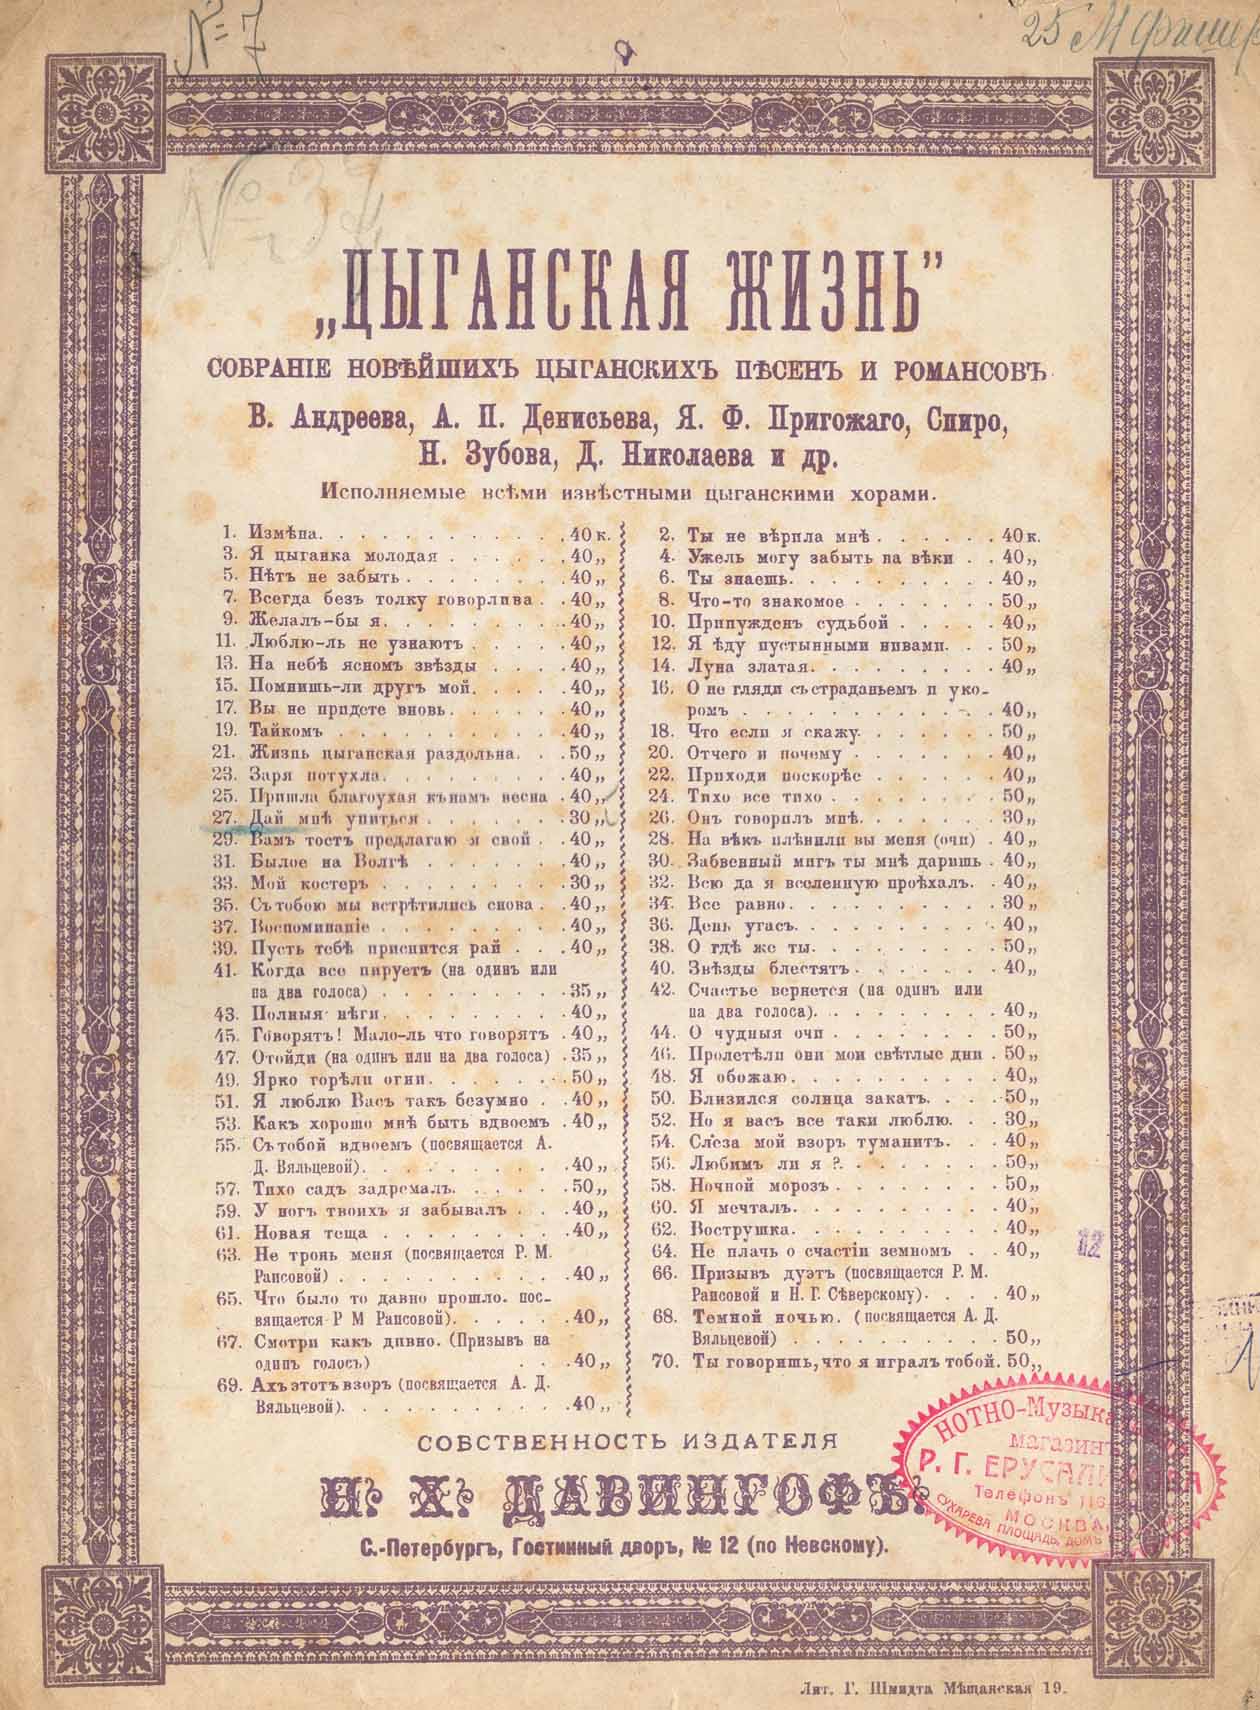 № 7
25
№ 37
„ЦЫГАНСКАЯ ЖИЗНЬ"
СОБРАНІЕ НОВѢЙШИХЪ ЦЫГАНСКИХЪ ПѢСЕНЪ И РОМАНСОВЪ
В. Андреева, А. П. Денисьева, Я. Ф. Пригожаго, Спиро,
Н. Зубова, Д. Николаева и др.
Исполняемые всѣми извѣстными цыганскими хорами.
1. Измѣна. 40 к.
3. Я цыганка молодая 40 „
5. Нѣтъ не забыть 40 „
7. Всегда безъ толку говорлива 40 „
9. Желалъ-бы я. 40 „
11. Люблю-ль не узнаютъ 40 „
13. На небѣ ясномъ звѣзды 40 „
15. Помнишь-ли другъ мой. 40 „
17. Вы не придете вновь. 40 „
19. Тайкомъ 40 „
21. Жизнь цыганская раздольна. 50 „
23. Заря потухла. 40 „
25. Пришла благоухая къ намъ весна 40 „
27. Дай мнѣ упиться 30 „
29. Вамъ тостъ предлагаю я свой 40 „
31. Былое на Волгѣ 40 „
33. Мой костеръ 30 „
35. Съ тобою мы встрѣтились снова 40 „
37. Воспоминаніе 40 „
39. Пусть тебѣ приснится рай 40 „
41. Когда все пируетъ (на одинъ или
на два голоса) 35 „
43. Полныя нѣги. 40 „
45. Говорятъ! Мало-ль что говорятъ 40 „
47. Отойди (на одинъ или на два голоса) 35 „
49. Ярко горѣли огни. 50 „
51. Я люблю Васъ такъ безумно 40 „
53. Какъ хорошо мнѣ быть вдвоемъ 40 „
55. Съ тобой вдвоемъ (посвящается А.
Д. Вяльцевой). 40 „
57. Тихо садъ задремалъ. 50 „
59. У ногъ твоихъ я забывалъ 40 „
61. Новая теща 40 „
63. Не тронь меня (посвящается Р. М.
Раисовой) 40 „
65. Что было то давно прошло. пос-
вящается Р М Раисовой). 40 „
67. Смотри какъ дивно. (Призывъ на
одинъ голосъ) 40 „
69. Ахъ этотъ взоръ (посвящается А. Д.
Вяльцевой). 40 „
2. Ты не вѣрила мнѣ 40 к.
4. Ужель могу забыть на вѣки 40 „
6. Ты знаешь. 40 „
8. Что-то знакомое 50 „
10. Принужденъ судьбой 40 „
12. Я ѣду пустынными нивами. 50 „
14. Луна златая. 40 „
16. О не гляди съ страданьемъ и уко-
ромъ 40 „
18. Что если я скажу. 50 „
20. Отчего и почему 40 „
22. Приходи поскорѣе 40 „
24. Тихо все тихо 50 „
26. Онъ говорилъ мнѣ. 30 „
28. На вѣкъ плѣнили вы меня (очи) 40 „
30. Забвенный мигъ ты мнѣ даришь 40 „
32. Всю да я вселенную проѣхалъ. 40 „
34. Все равно 30 „
36. День угасъ. 40 „
38. О гдѣ же ты. 50 „
40. Звѣзды блестятъ 40 „
42. Счастье вернется (на одинъ или
на два голоса). 40 „
44. О чудныя очи 50 „
46. Пролетѣли они мои свѣтлые дни 50 „
48. Я обожаю. 40 „
50. Близился солнца закатъ. 50 „
52. Но я васъ все таки люблю. 30 „
54. Слеза мой взоръ туманитъ. 40 „
56. Любимъ ли я ? 50 „
58. Ночной морозъ 50 „
60. Я мечталъ. 40 „
62. Вострушка. 40 „
64. Не плачь о счастіи земномъ 40 „
66. Призывъ дуэтъ (посвящается Р. М.
Раисовой и Н. Г. Сѣверскому). 40 „
68. Темной ночью. (посвящается А. Д.
Вяльцевой) 50 „
70. Ты говоришь, что я игралъ тобой. 50 „
12
СОБСТВЕННОСТЬ ИЗДАТЕЛЯ
Н. Х. ДАВИНГОФЪ.
С.-Петербургъ, Гостинный дворъ, № 12 (по Невскому).
НОТНО-Музыка
магазинъ
Р. Г. ЕРУСАЛИМ
Телефонъ
МОСКВА,
СУХАРЕВА ПЛОЩАДЬ, ДОМЪ
Лит. Г. Шмидта Мѣщанская 19.